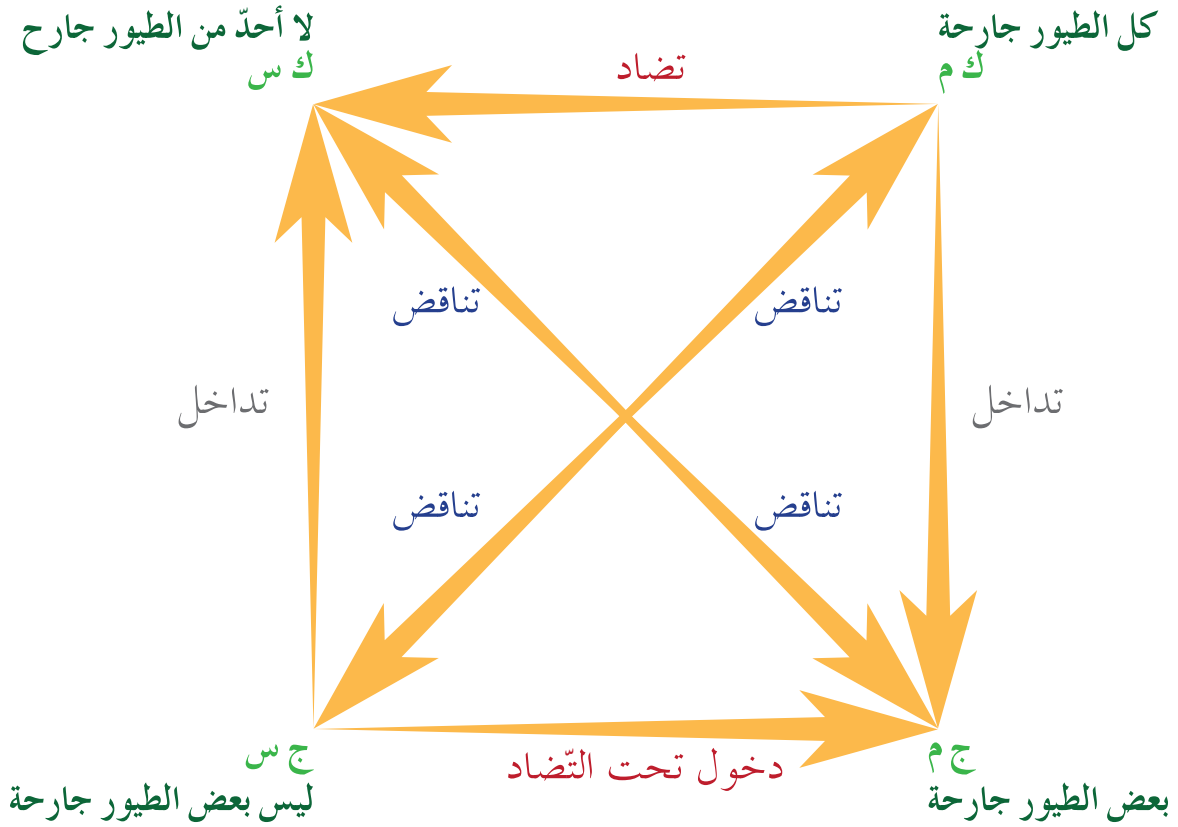 كل الطيور جارحة
ك م
لا أحدّ من الطيور جارح
ك س
تضاد
تناقض
تناقض
تداخل
تداخل
تناقض
تناقض
ج م
بعض الطيور جارحة
دخول تحت التّضاد
ج س
ليس بعض الطيور جارحة